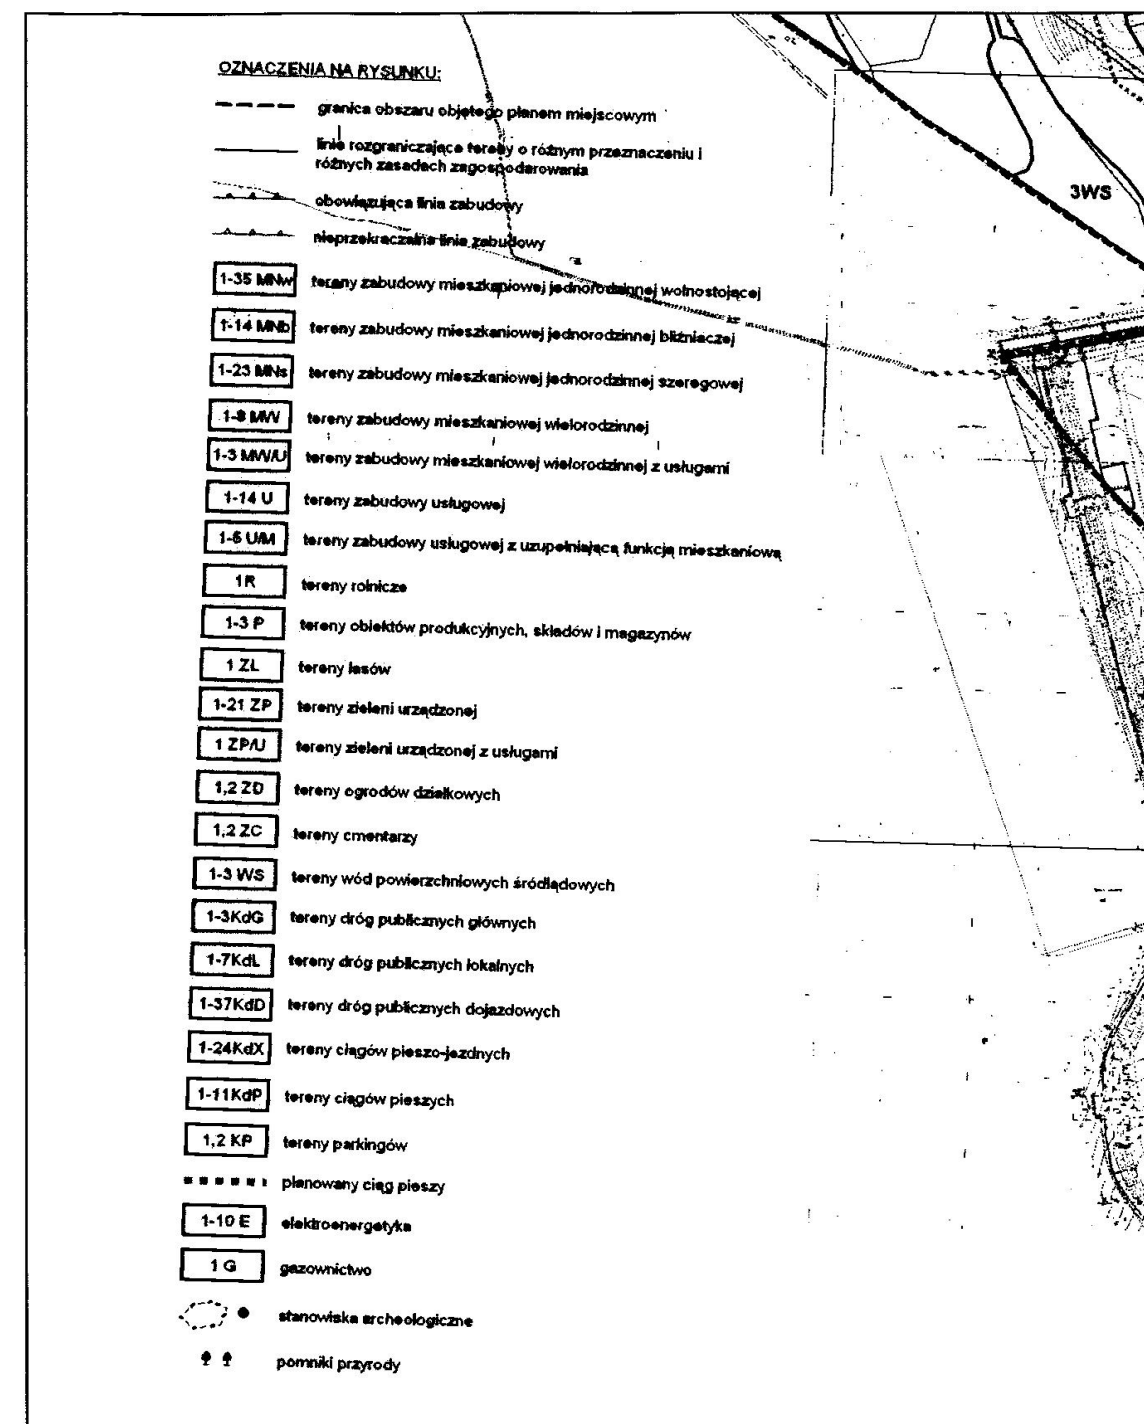 OZNACZENIA NA RYSUNKU:
granica obszaru objętego planem miejscowym
linie rozgraniczające tereny o różnym przeznaczeniu i
różnych zasadach zagospodarowania
obowiązująca linia zabudowy
nieprzekraczalna linia zabudowy
1-35 MNw tereny zabudowy mieszkaniowej jednorodzinnej wolnostojącej
1-14 MNb tereny zabudowy mieszkaniowej jednorodzinnej bliźniaczej
1-23 MNs tereny zabudowy mieszkaniowej jednorodzinnej szeregowej
1-8 MW tereny zabudowy mieszkaniowej wielorodzinnej
1-3 MW/U tereny zabudowy mieszkaniowej wielorodzinnej z usługami
1-14 U tereny zabudowy usługowej
U/M tereny zabudowy usługowej z uzupełniającą funkcją mieszkaniową
1R tereny rolnicze
1-3 P tereny obiektów produkcyjnych, składów i magazynów
1 ZL tereny lasów
1-21 ZP tereny zieleni urządzonej
1 ZP/U tereny zieleni urządzonej z usługami
1,2 ZD tereny ogrodów działkowych
1,2 ZC tereny cmentarzy
1-3 WS tereny wód powierzchniowych śródlądowych
1-3KdG tereny dróg publicznych głównych
1-7KdL tereny dróg publicznych lokalnych
1-37KdD tereny dróg publicznych dojazdowych
1-24KdX tereny ciągów pieszo-jezdnych
1-11KdP tereny ciągów pieszych
1,2 KP tereny parkingów
planowany ciąg pieszy
1-10 E elektroenergetyka
1 G gazownictwo
stanowiska archeologiczne
pomniki przyrody
3WS